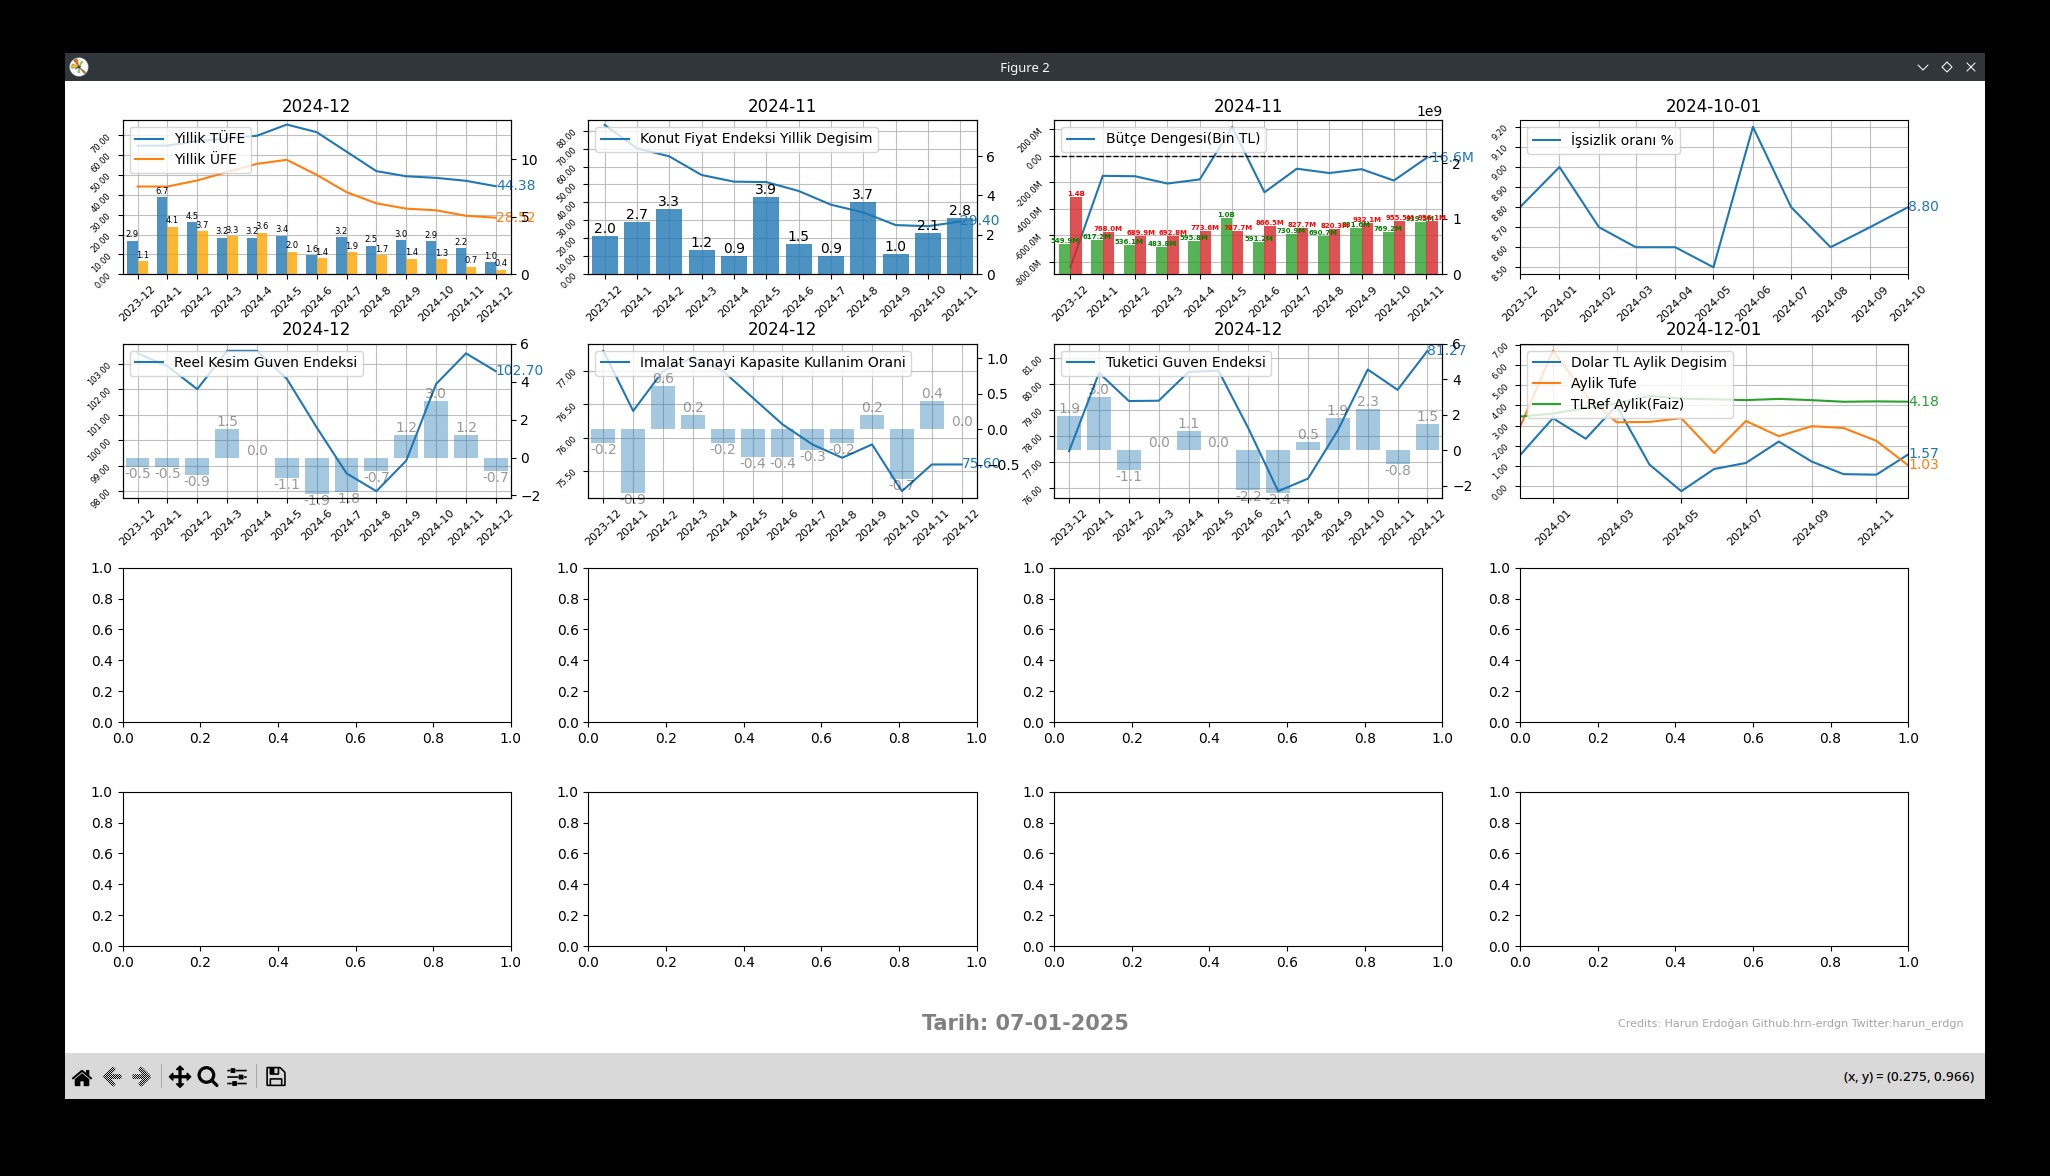 Figure 2
2024-12
Yillik TÜFE
Yillik ÜFE
70.00
60.00
50.00
40.00
30.00
20.00
10.00
0.00
10
5
0
44.38
28.52
2.9 1.1 6.7 4.1 4.5 3.7 3.2 3.3 3.2 3.6 3.4 2.0 1.6 1.4 3.2 1.9 2.5 1.7 3.0 1.4 2.9 1.3 2.2 0.7 1.0 0.4
2023-12 2024-1 2024-2 2024-3 2024-4 2024-5 2024-6 2024-7 2024-8 2024-9 2024-10 2024-11 2024-12
2024-11
Konut Fiyat Endeksi Yillik Degisim
80.00
70.00
60.00
50.00
40.00
30.00
20.00
10.00
0.00
6
4
2
0
29.40
2.0 2.7 3.3 1.2 0.9 3.9 1.5 0.9 3.7 1.0 2.1 2.8
2023-12 2024-1 2024-2 2024-3 2024-4 2024-5 2024-6 2024-7 2024-8 2024-9 2024-10 2024-11
2024-11
1e9
Bütçe Dengesi(Bin TL)
200.0M
0.00
-200.0M
-400.0M
-600.0M
-800.0M
2
1
0
-16.6M
549.9M 1.4B 617.2M 768.0M 536.1M 689.9M 483.8M 692.8M 595.8M 773.6M 1.0B 787.7M 591.2M 866.5M 730.9M 827.7M 690.7M 820.3M 831.6M 932.1M 769.2M 955.5M
2023-12 2024-1 2024-2 2024-3 2024-4 2024-5 2024-6 2024-7 2024-8 2024-9 2024-10 2024-11
2024-10-01
İşsizlik oranı %
9.20
9.10
9.00
8.90
8.80
8.70
8.60
8.50
8.80
2023-12 2024-01 2024-02 2024-03 2024-04 2024-05 2024-06 2024-07 2024-08 2024-09 2024-10
2024-12
Reel Kesim Guven Endeksi
103.00
102.00
101.00
100.00
99.00
98.00
6
4
2
0
−2
102.70
-0.5 -0.5 -0.9 1.5 0.0 -1.1 -1.9 -1.8 -0.7 1.2 3.0 1.2 -0.7
2023-12 2024-1 2024-2 2024-3 2024-4 2024-5 2024-6 2024-7 2024-8 2024-9 2024-10 2024-11 2024-12
2024-12
Imalat Sanayi Kapasite Kullanim Orani
77.00
76.50
76.00
75.50
1.0
0.5
0.0
−0.5
75.60
-0.2 -0.9 0.6 0.2 -0.2 -0.4 -0.4 -0.3 -0.2 0.2 -0.7 0.4 0.0
2023-12 2024-1 2024-2 2024-3 2024-4 2024-5 2024-6 2024-7 2024-8 2024-9 2024-10 2024-11 2024-12
2024-12
Tuketici Guven Endeksi
81.00
80.00
79.00
78.00
77.00
76.00
6
4
2
0
−2
81.27
1.9 3.0 -1.1 0.0 1.1 0.0 -2.2 -2.4 0.5 1.9 2.3 -0.8 1.5
2023-12 2024-1 2024-2 2024-3 2024-4 2024-5 2024-6 2024-7 2024-8 2024-9 2024-10 2024-11 2024-12
2024-12-01
Dolar TL Aylik Degisim
Aylik Tufe
TLRef Aylik(Faiz)
7.00
6.00
5.00
4.00
3.00
2.00
1.00
0.00
4.18
1.57
1.03
2024-01 2024-03 2024-05 2024-07 2024-09 2024-11
1.0 1.0 1.0 1.0
0.8 0.8 0.8 0.8
0.6 0.6 0.6 0.6
0.4 0.4 0.4 0.4
0.2 0.2 0.2 0.2
0.0 0.0 0.0 0.0
0.0 0.2 0.4 0.6 0.8 1.0 0.0 0.2 0.4 0.6 0.8 1.0 0.0 0.2 0.4 0.6 0.8 1.0 0.0 0.2 0.4 0.6 0.8 1.0
1.0 1.0 1.0 1.0
0.8 0.8 0.8 0.8
0.6 0.6 0.6 0.6
0.4 0.4 0.4 0.4
0.2 0.2 0.2 0.2
0.0 0.0 0.0 0.0
0.0 0.2 0.4 0.6 0.8 1.0 0.0 0.2 0.4 0.6 0.8 1.0 0.0 0.2 0.4 0.6 0.8 1.0 0.0 0.2 0.4 0.6 0.8 1.0
Tarih: 07-01-2025
Credits: Harun Erdoğan Github:hrn-erdgn Twitter:harun_erdgn
(x, y) = (0.275, 0.966)